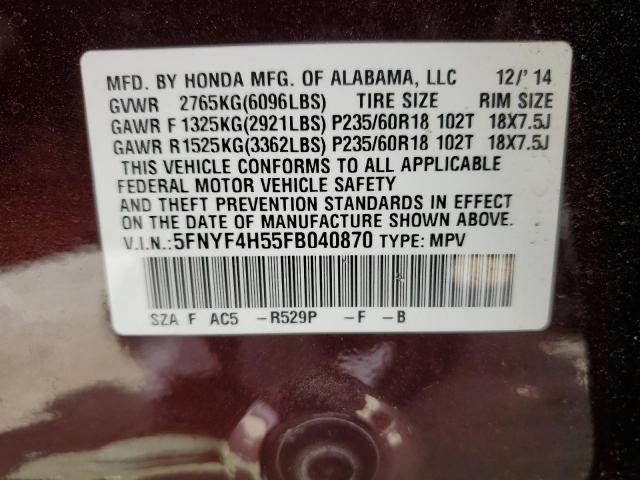 MFD. BY HONDA MFG. OF ALABAMA, LLC 12/'14
GVWR 2765KG(6096LBS) TIRE SIZE RIM SIZE
GAWR F 1325KG(2921LBS) P235/60R18 102T 18X7.5J
GAWR R 1525KG(3362LBS) P235/60R18 102T 18X7.5J
THIS VEHICLE CONFORMS TO ALL APPLICABLE
FEDERAL MOTOR VEHICLE SAFETY
AND THEFT PREVENTION STANDARDS IN EFFECT
ON THE DATE OF MANUFACTURE SHOWN ABOVE.
V.I.N.:5FNYF4H55FB040870 TYPE: MPV
SZA F AC5 -R529P -F -B